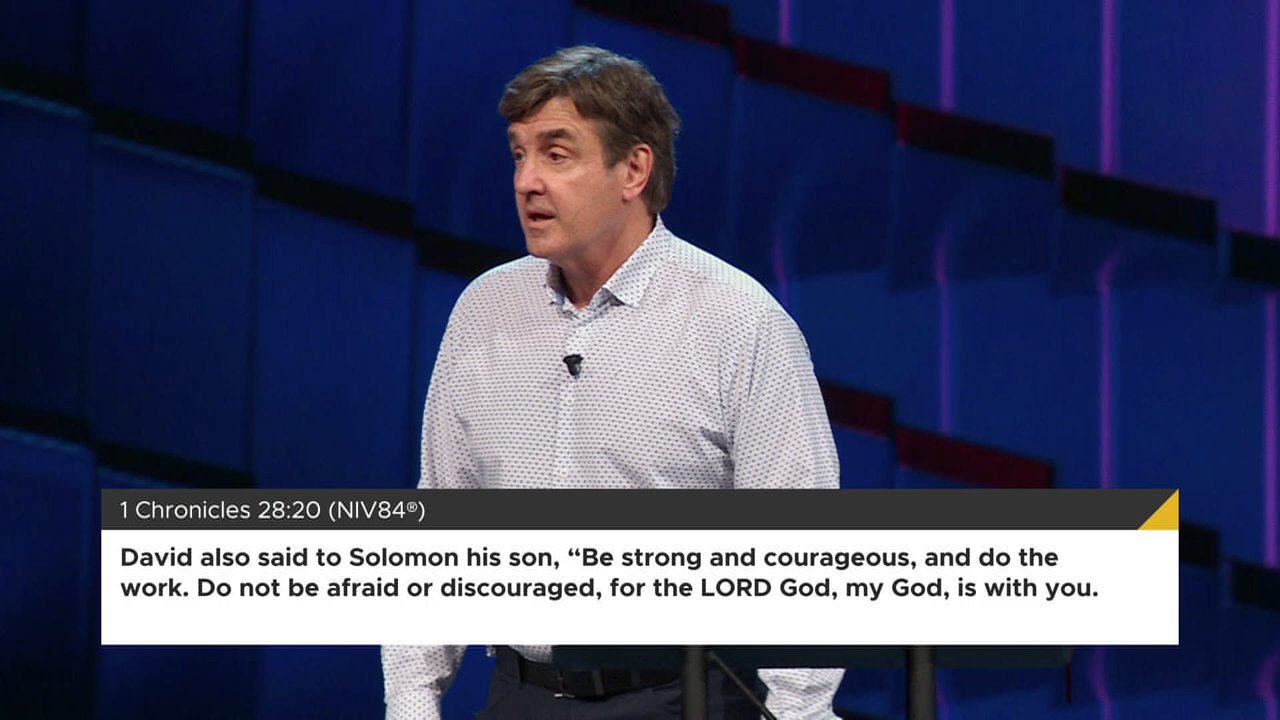 1 Chronicles 28:20 (NIV84®)
David also said to Solomon his son, “Be strong and courageous, and do the
work. Do not be afraid or discouraged, for the LORD God, my God, is with you.